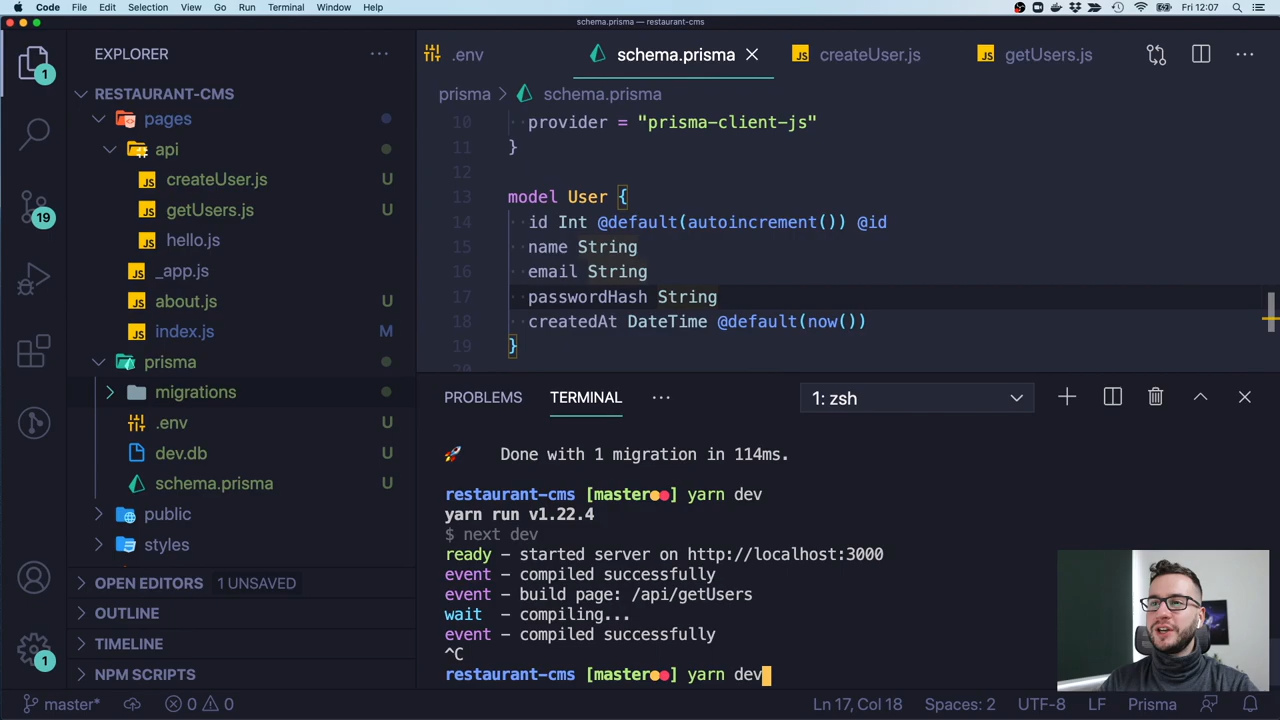 Code File Edit Selection View Go Run Terminal Window Help Fri 12:07
schema.prisma — restaurant-cms
EXPLORER
RESTAURANT-CMS
pages
api
createUser.js U
getUsers.js U
hello.js
_app.js
about.js U
index.js M
prisma
migrations
.env U
dev.db U
schema.prisma U
public
styles
OPEN EDITORS 1 UNSAVED
OUTLINE
TIMELINE
NPM SCRIPTS
1
19
1
.env schema.prisma createUser.js getUsers.js
prisma > schema.prisma
10 provider = "prisma-client-js"
11 }
12
13 model User {
14 id Int @default(autoincrement()) @id
15 name String
16 email String
17 passwordHash String
18 createdAt DateTime @default(now())
19 }
PROBLEMS TERMINAL 1: zsh
🚀 Done with 1 migration in 114ms.
restaurant-cms [master] yarn dev
yarn run v1.22.4
$ next dev
ready - started server on http://localhost:3000
event - compiled successfully
event - build page: /api/getUsers
wait - compiling...
event - compiled successfully
^C
restaurant-cms [master] yarn dev
master* 0 0 Ln 17, Col 18 Spaces: 2 UTF-8 LF Prisma